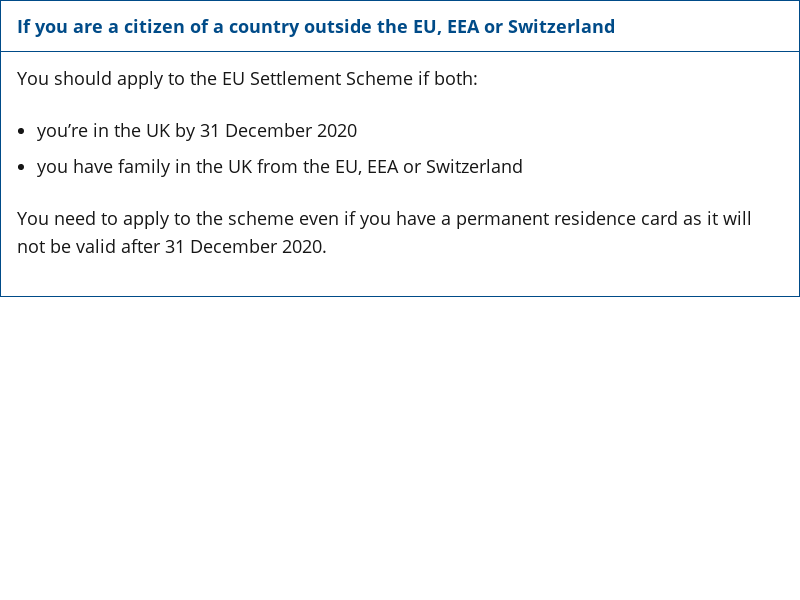 If you are a citizen of a country outside the EU, EEA or Switzerland
You should apply to the EU Settlement Scheme if both:
• you’re in the UK by 31 December 2020
• you have family in the UK from the EU, EEA or Switzerland
You need to apply to the scheme even if you have a permanent residence card as it will
not be valid after 31 December 2020.